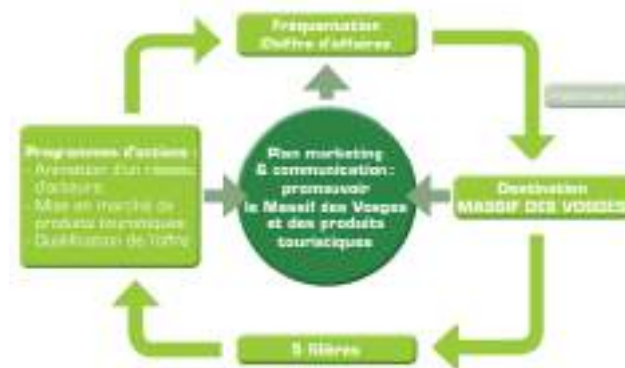 Fréquentation
Chiffre d'affaires
Programmes d'actions
- Animation d'un réseau
d'acteurs
- Mise en marché de
produits touristiques
- Qualification de l'offre
Plan marketing
& communication :
promouvoir
le Massif des Vosges
et des produits
touristiques
Destination
MASSIF DES VOSGES
5 filières